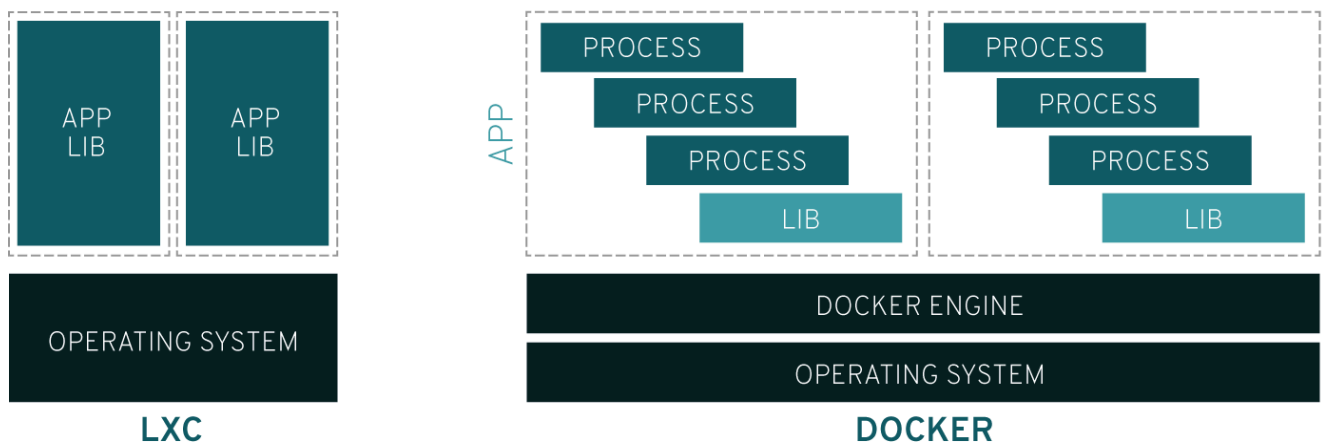 APP
LIB
APP
LIB
OPERATING SYSTEM
LXC
APP
PROCESS
PROCESS
PROCESS
LIB
PROCESS
PROCESS
PROCESS
LIB
DOCKER ENGINE
OPERATING SYSTEM
DOCKER